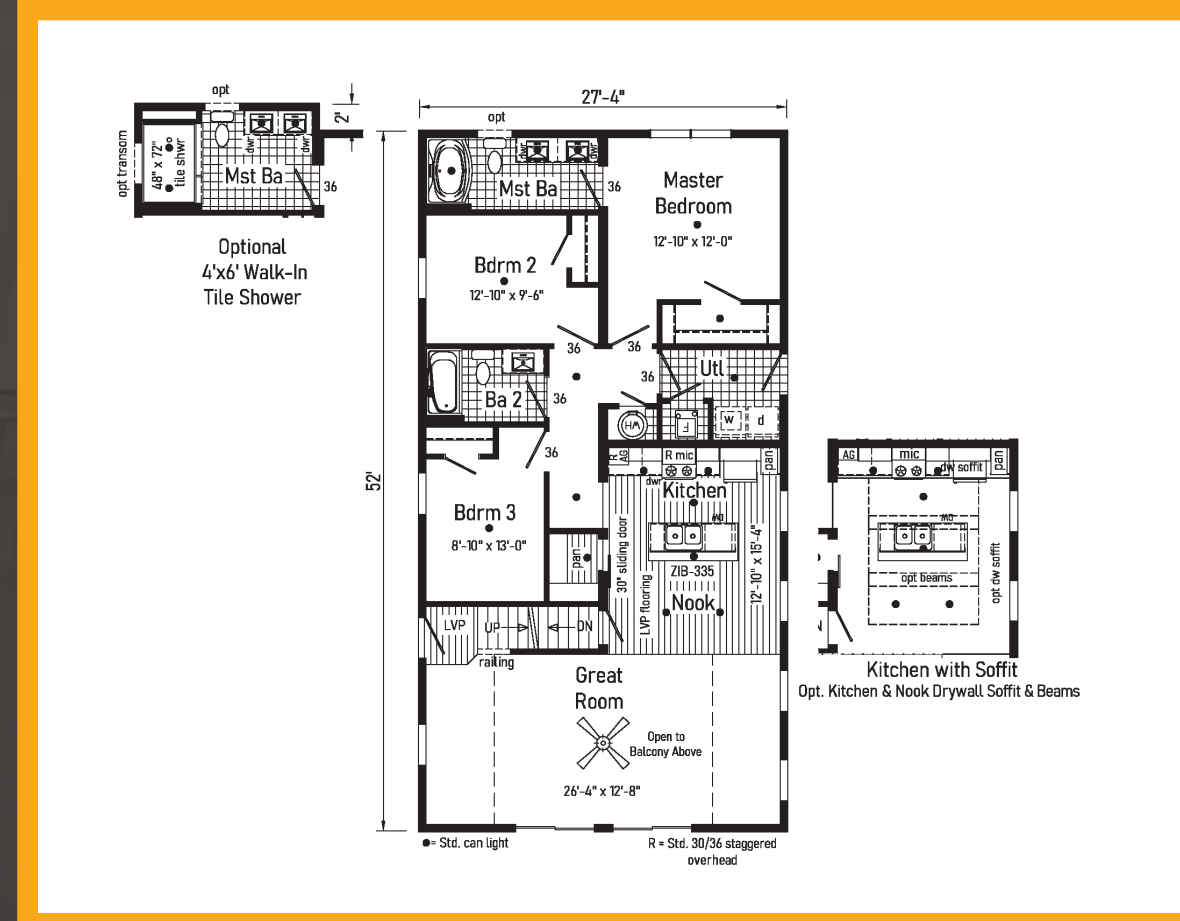 opt
2'
opt transom
48" x 72"
tile shwr
dwr
dwr
Mst Ba
36
Optional
4'x6' Walk-In
Tile Shower
27'-4"
52'
opt
dwr
dwr
Mst Ba
36
Master
Bedroom
12'-10" x 12'-0"
Bdrm 2
12'-10" x 9'-6"
36
36
36
Utl
Ba 2
36
HW
F
W
d
36
R
AG
R mic
pan
dwr
Kitchen
DW
Bdrm 3
8'-10" x 13'-0"
pan
30" sliding door
LVP flooring
ZIB-335
Nook
12'-10" x 15'-4"
LVP
UP
DN
railing
Great
Room
Open to
Balcony Above
26'-4" x 12'-8"
= Std. can light
R = Std. 30/36 staggered
overhead
AG
mic
dw soffit
pan
DW
opt beams
opt dw soffit
Kitchen with Soffit
Opt. Kitchen & Nook Drywall Soffit & Beams